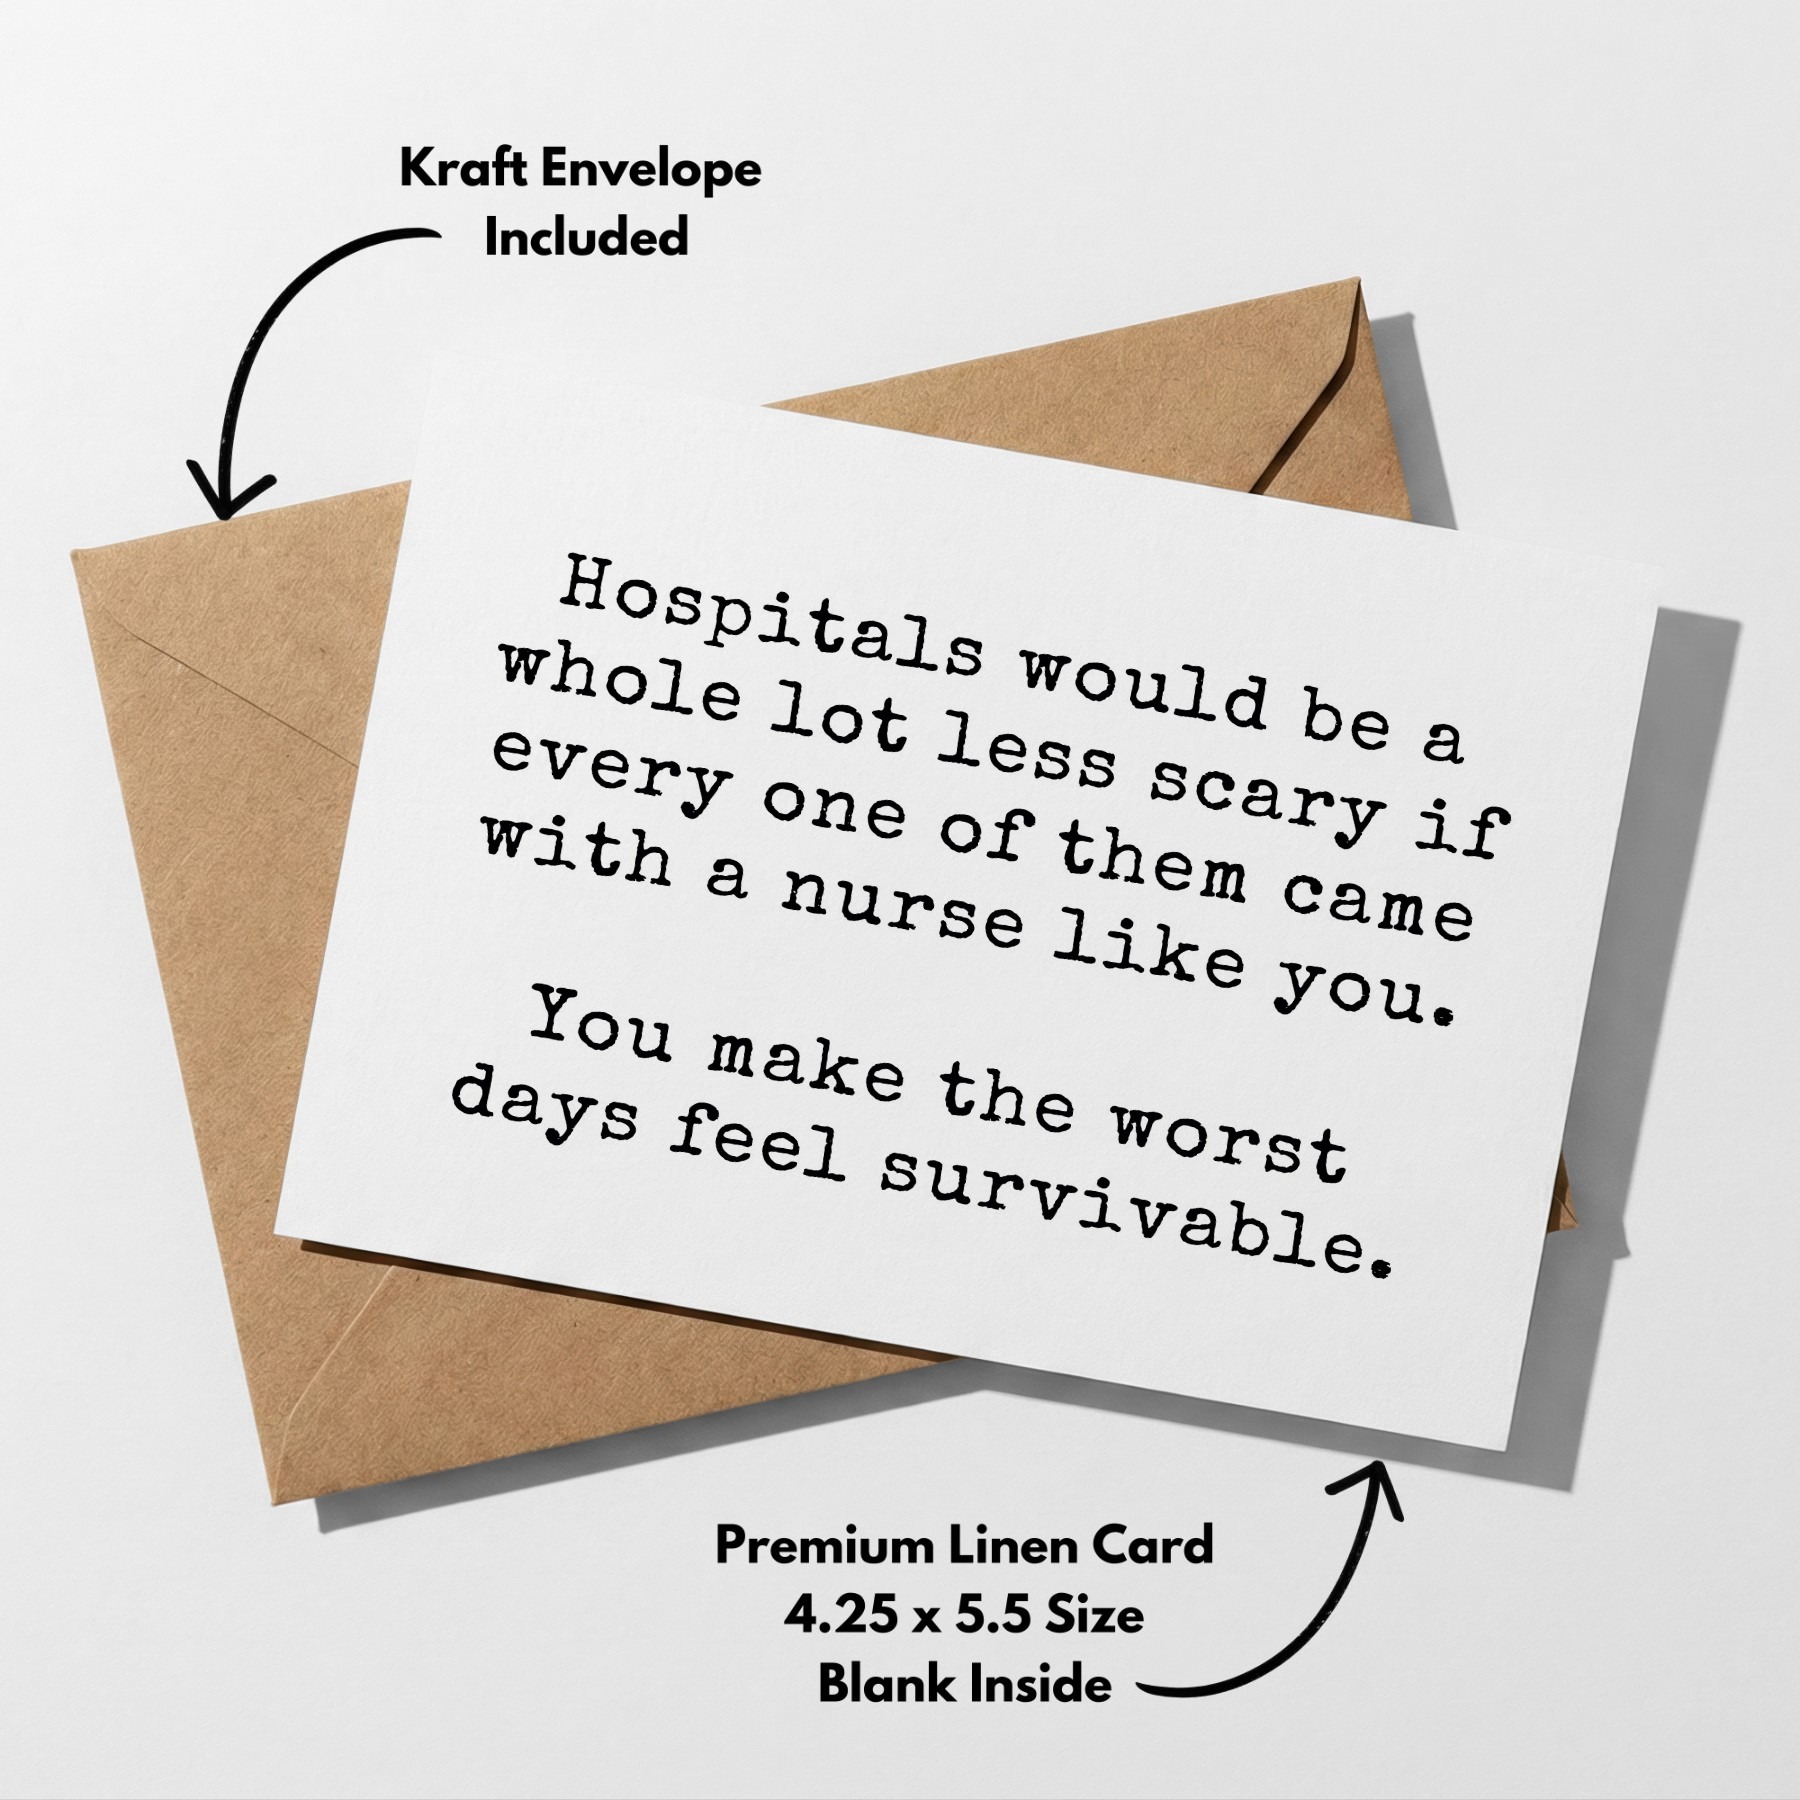 Kraft Envelope
Included
Hospitals would be a
whole lot less scary if
every one of them came
with a nurse like you.
You make the worst
days feel survivable.
Premium Linen Card
4.25 x 5.5 Size
Blank Inside